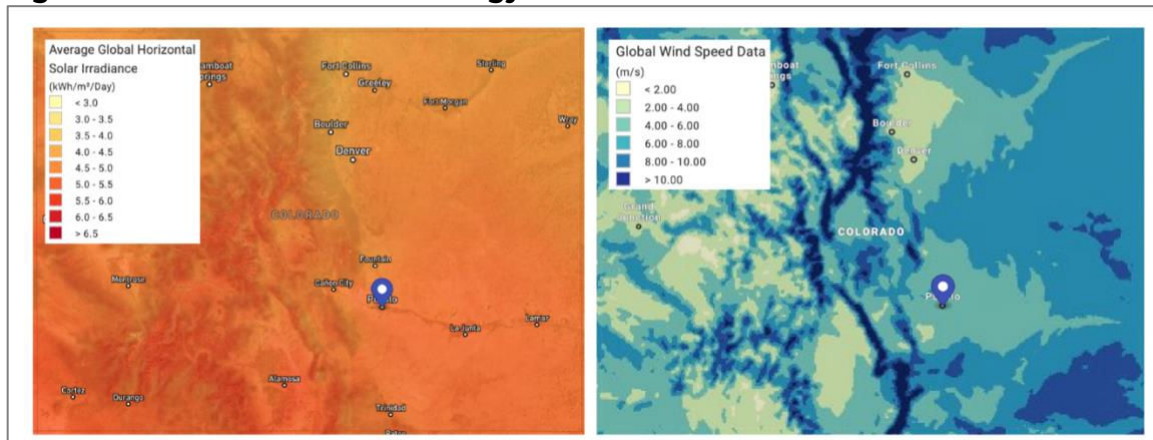 Average Global Horizontal
Solar Irradiance
(kWh/m²/Day)
< 3.0
3.0 - 3.5
3.5 - 4.0
4.0 - 4.5
4.5 - 5.0
5.0 - 5.5
5.5 - 6.0
6.0 - 6.5
> 6.5
amboat
rings
Fort Collins
Greeley
Sterling
Fort Morgan
Wray
Boulder
Denver
COLORADO
Fountain
Cañon City
Montrose
La Junta
Lamar
Alamosa
Cortez
Durango
Trinidad
Global Wind Speed Data
(m/s)
< 2.00
2.00 - 4.00
4.00 - 6.00
6.00 - 8.00
8.00 - 10.00
> 10.00
mboat
ngs
Fort Collins
Boulder
Denver
Grand
COLORADO